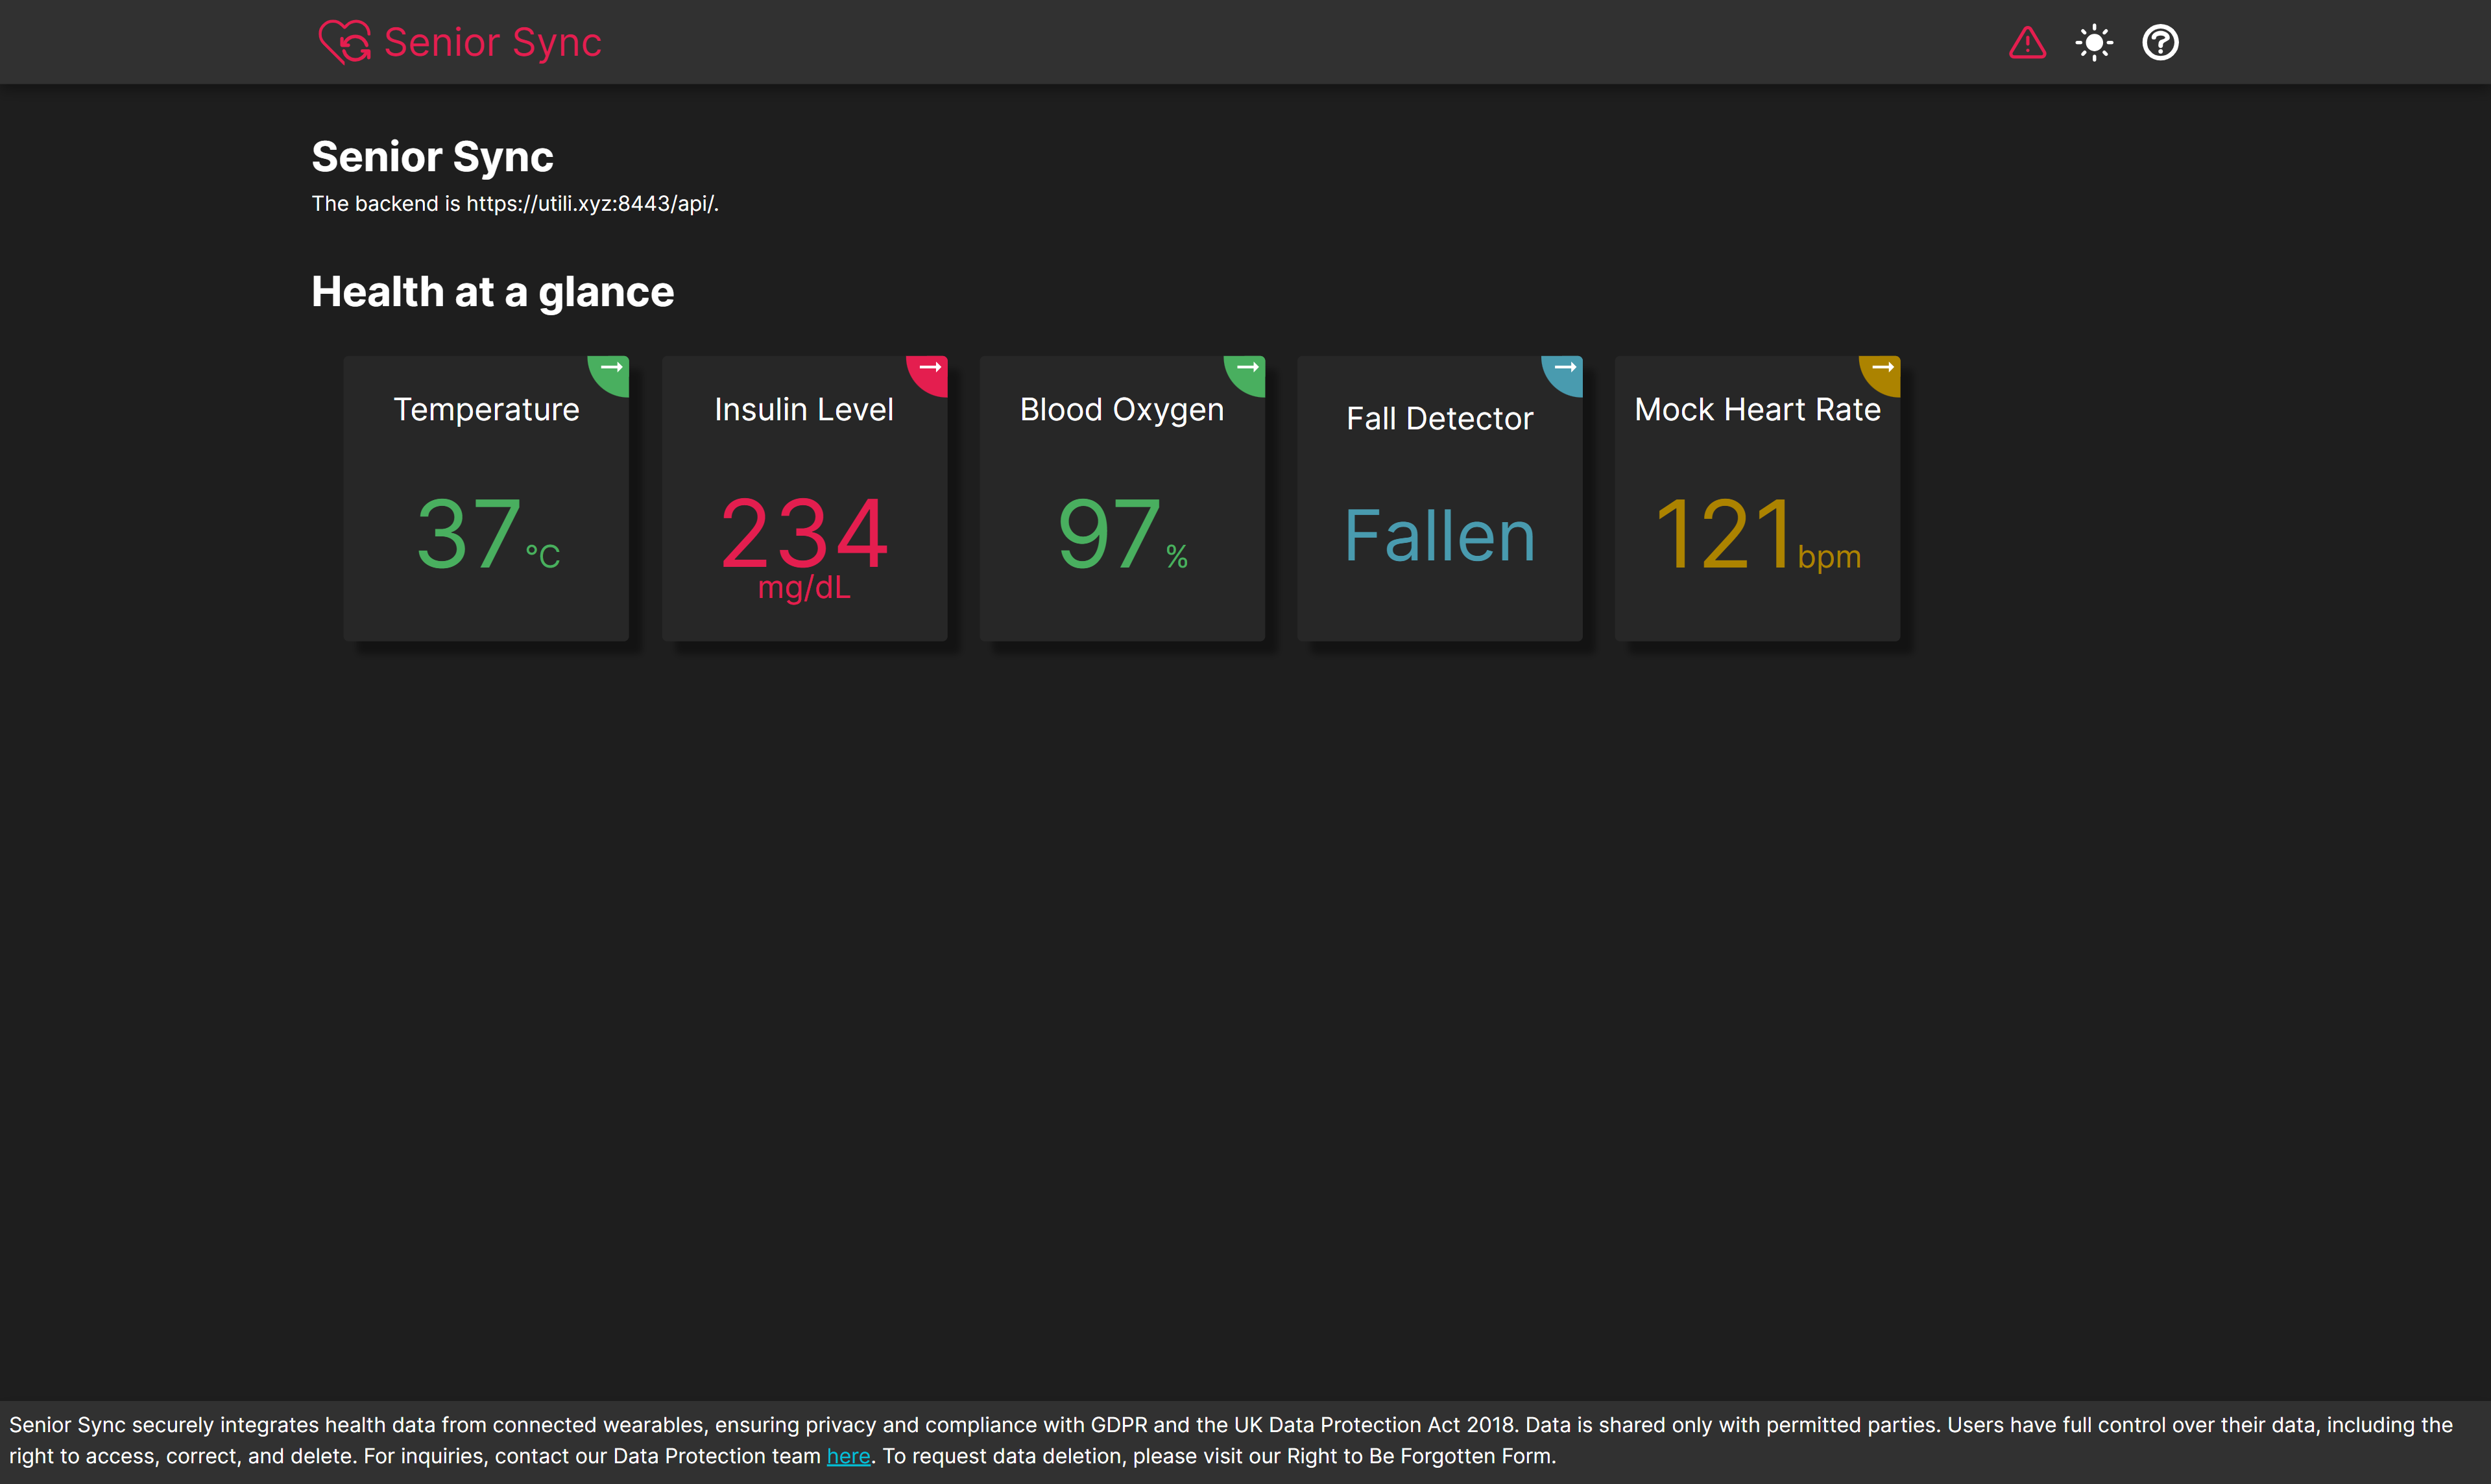 Senior Sync
Senior Sync
The backend is https://utili.xyz:8443/api/.
Health at a glance
Temperature
37 °C
Insulin Level
234
mg/dL
Blood Oxygen
97 %
Fall Detector
Fallen
Mock Heart Rate
121 bpm
Senior Sync securely integrates health data from connected wearables, ensuring privacy and compliance with GDPR and the UK Data Protection Act 2018. Data is shared only with permitted parties. Users have full control over their data, including the
right to access, correct, and delete. For inquiries, contact our Data Protection team here. To request data deletion, please visit our Right to Be Forgotten Form.